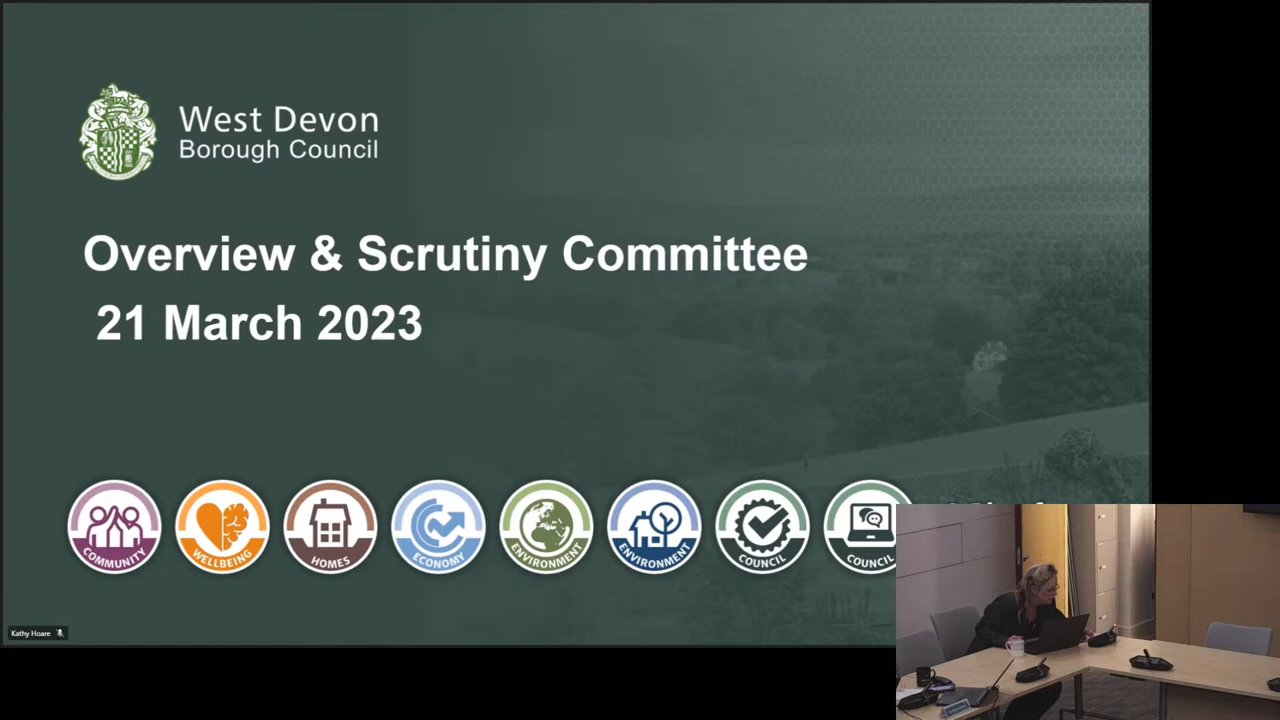 West Devon
Borough Council
Overview & Scrutiny Committee
21 March 2023
COMMUNITY
WELLBEING
HOMES
ECONOMY
ENVIRONMENT
ENVIRONMENT
COUNCIL
COUNCIL
Kathy Hoare